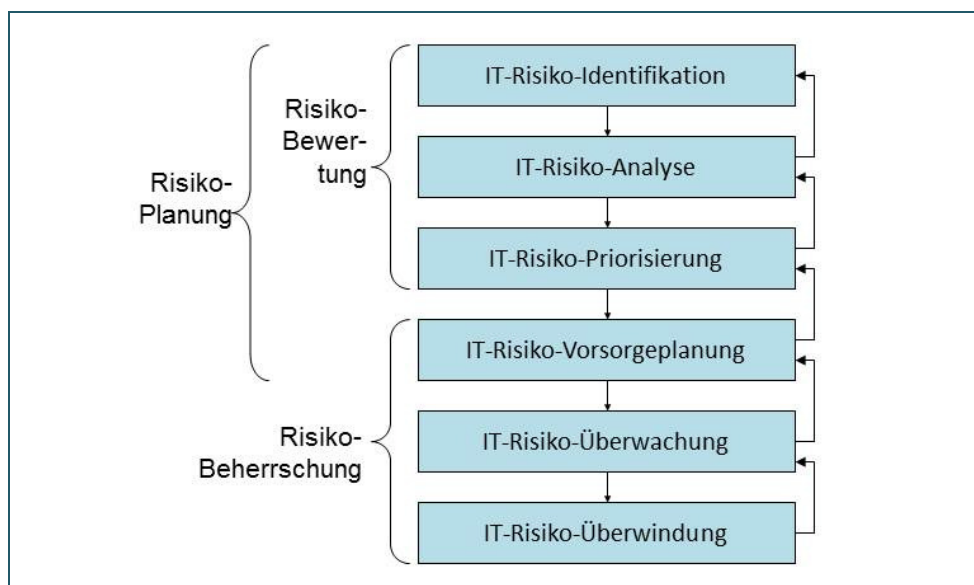 Risiko-
Planung
Risiko-
Bewer-
tung
Risiko-
Beherrschung
IT-Risiko-Identifikation
IT-Risiko-Analyse
IT-Risiko-Priorisierung
IT-Risiko-Vorsorgeplanung
IT-Risiko-Überwachung
IT-Risiko-Überwindung